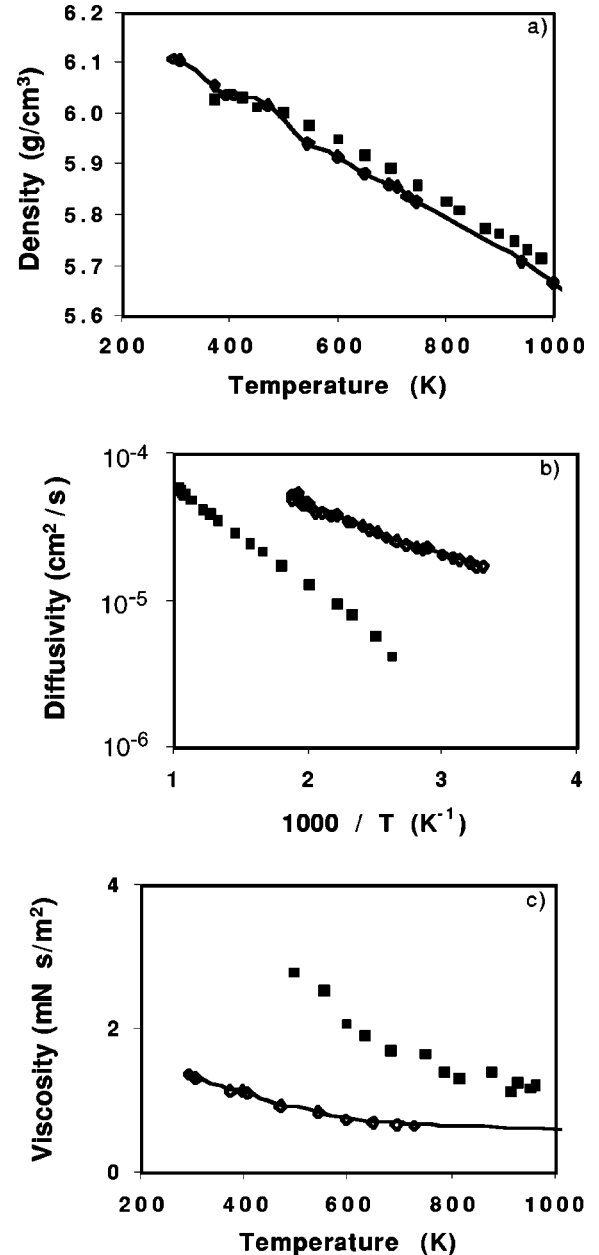 6.2
a)
6.1
6.0
5.9
5.8
5.7
5.6
Density (g/cm³)
200 400 600 800 1000
Temperature (K)
10⁻⁴
b)
10⁻⁵
10⁻⁶
Diffusivity (cm²/s)
1 2 3 4
1000 / T (K⁻¹)
4
c)
2
0
Viscosity (mN s/m²)
200 400 600 800 1000
Temperature (K)